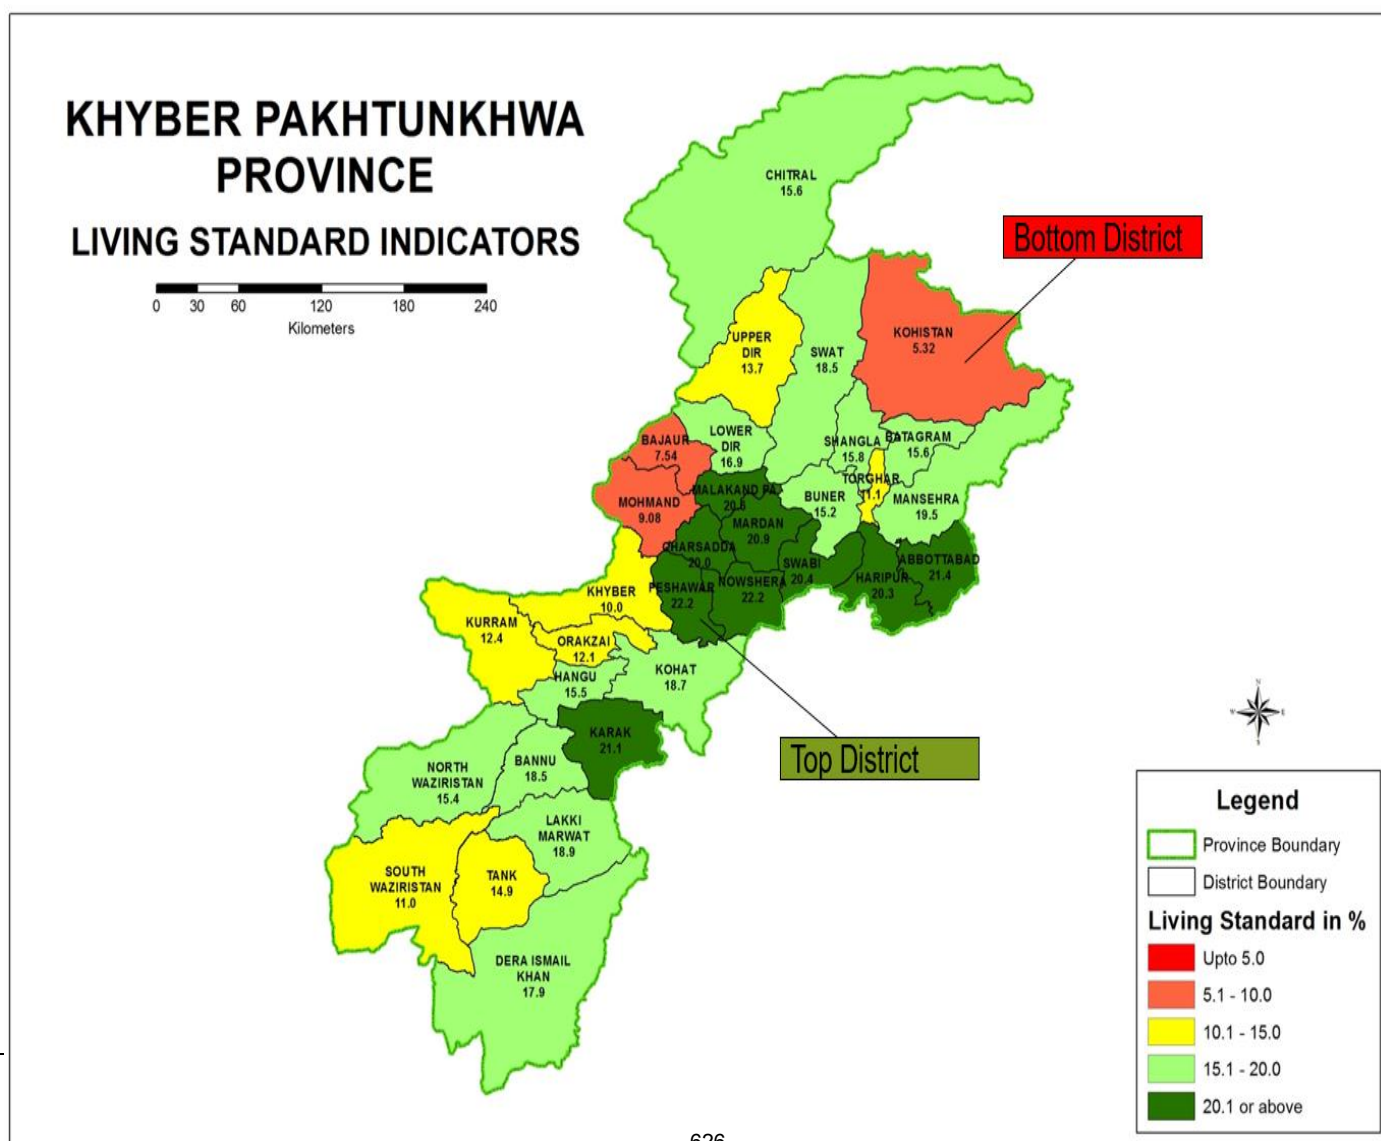 KHYBER PAKHTUNKHWA
PROVINCE
LIVING STANDARD INDICATORS
0 30 60 120 180 240
Kilometers
CHITRAL
15.6
Bottom District
KOHISTAN
5.32
UPPER
DIR
13.7
SWAT
18.5
LOWER
DIR
16.9
BAJAUR
7.54
SHANGLA
15.8
BATAGRAM
15.6
TORGHAR
11.1
MANSEHRA
19.5
BUNER
15.2
MOHMAND
9.08
MALAKAND PA
20.6
MARDAN
20.9
CHARSADDA
20.0
SWABI
20.4
ABBOTTABAD
21.4
HARIPUR
20.3
PESHAWAR
22.2
NOWSHERA
22.2
KHYBER
10.0
KURRAM
12.4
ORAKZAI
12.1
HANGU
15.5
KOHAT
18.7
KARAK
21.1
Top District
BANNU
18.5
NORTH
WAZIRISTAN
15.4
LAKKI
MARWAT
18.9
SOUTH
WAZIRISTAN
11.0
TANK
14.9
DERA ISMAIL
KHAN
17.9
N
W E
S
Legend
Province Boundary
District Boundary
Living Standard in %
Upto 5.0
5.1 - 10.0
10.1 - 15.0
15.1 - 20.0
20.1 or above
626